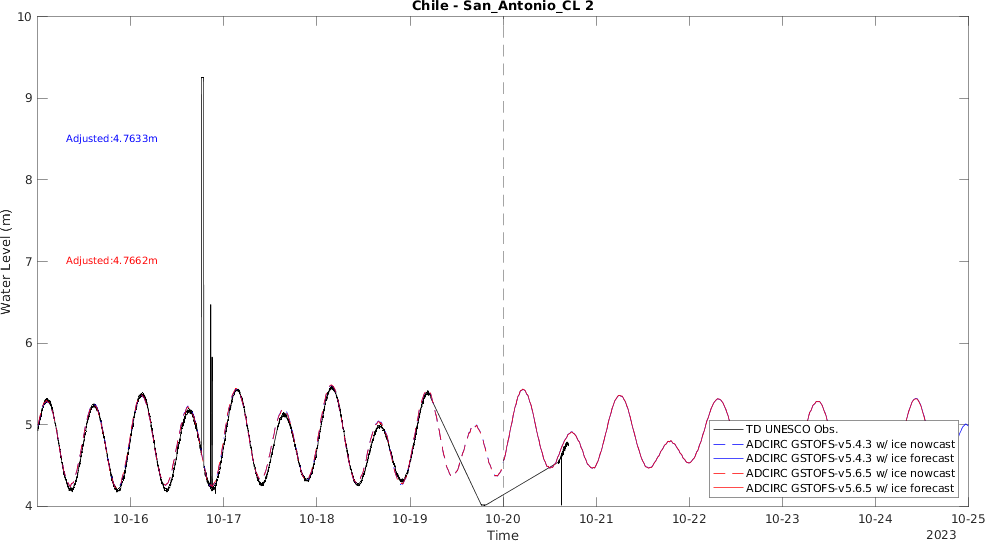 Chile - San_Antonio_CL 2
10
9
8
7
6
5
4
Water Level (m)
Adjusted:4.7633m
Adjusted:4.7662m
TD UNESCO Obs.
ADCIRC GSTOFS-v5.4.3 w/ ice nowcast
ADCIRC GSTOFS-v5.4.3 w/ ice forecast
ADCIRC GSTOFS-v5.6.5 w/ ice nowcast
ADCIRC GSTOFS-v5.6.5 w/ ice forecast
10-16 10-17 10-18 10-19 10-20 10-21 10-22 10-23 10-24 10-25
Time
2023